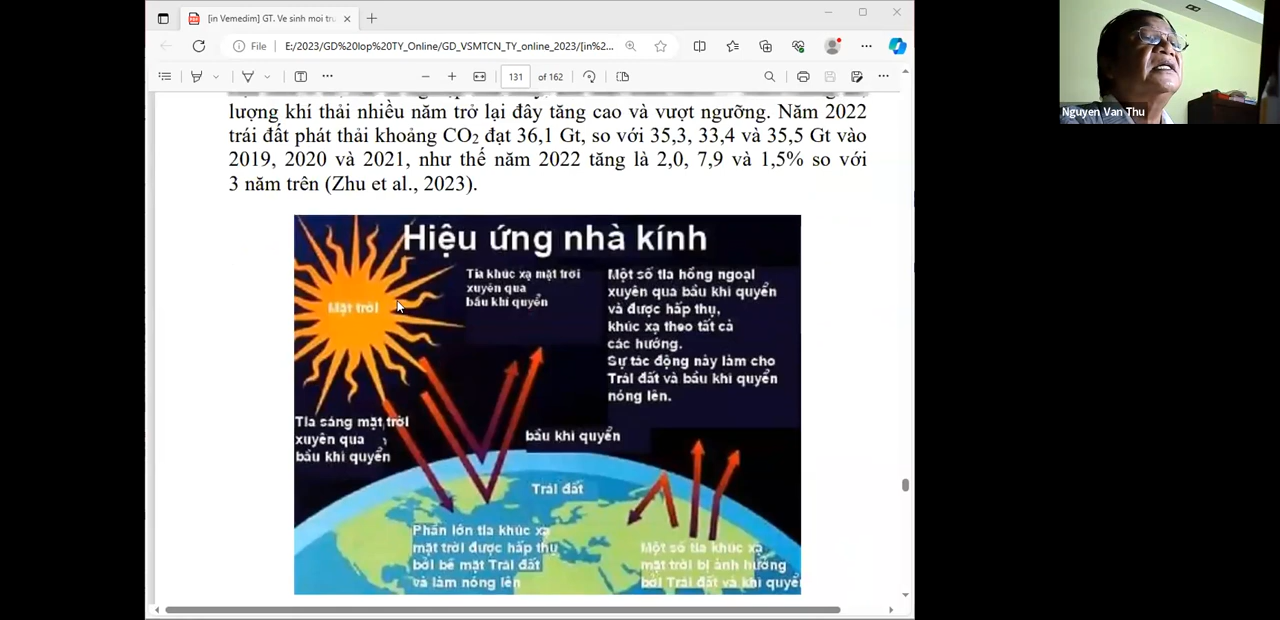 [in Vemedim] GT. Ve sinh moi tru
File
E:/2023/GD%20lop%20TY_Online/GD_VSMTCN_TY_online_2023/[in%2...
131 of 162
lượng khí thải nhiều năm trở lại đây tăng cao và vượt ngưỡng. Năm 2022
trái đất phát thải khoảng CO2 đạt 36,1 Gt, so với 35,3, 33,4 và 35,5 Gt vào
2019, 2020 và 2021, như thế năm 2022 tăng là 2,0, 7,9 và 1,5% so với
3 năm trên (Zhu et al., 2023).
Hiệu ứng nhà kính
Mặt trời
Tia khúc xạ mặt trời
xuyên qua
bầu khí quyển
Một số tia hồng ngoại
xuyên qua bầu khí quyển
và được hấp thụ,
khúc xạ theo tất cả
các hướng.
Sự tác động này làm cho
Trái đất và bầu khí quyển
nóng lên.
Tia sáng mặt trời
xuyên qua
bầu khí quyển
bầu khí quyển
Trái đất
Phần lớn tia khúc xạ
mặt trời được hấp thụ
bởi bề mặt Trái đất
và làm nóng lên
Một số tia khúc xạ
mặt trời bị ảnh hưởng
bởi Trái đất và khí quyển
Nguyen Van Thu